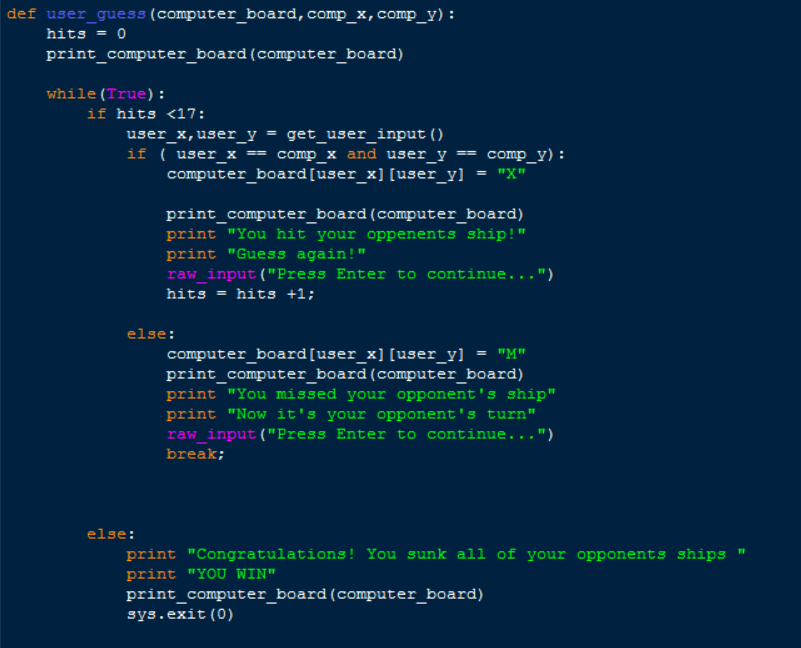 def user_guess(computer_board,comp_x,comp_y):
    hits = 0
    print_computer_board(computer_board)
    while(True):
        if hits <17:
            user_x,user_y = get_user_input()
            if ( user_x == comp_x and user_y == comp_y):
                computer_board[user_x][user_y] = "X"
                print_computer_board(computer_board)
                print "You hit your oppenents ship!"
                print "Guess again!"
                raw_input("Press Enter to continue...")
                hits = hits +1;
            else:
                computer_board[user_x][user_y] = "M"
                print_computer_board(computer_board)
                print "You missed your opponent's ship"
                print "Now it's your opponent's turn"
                raw_input("Press Enter to continue...")
                break;
        else:
            print "Congratulations! You sunk all of your opponents ships "
            print "YOU WIN"
            print_computer_board(computer_board)
            sys.exit(0)